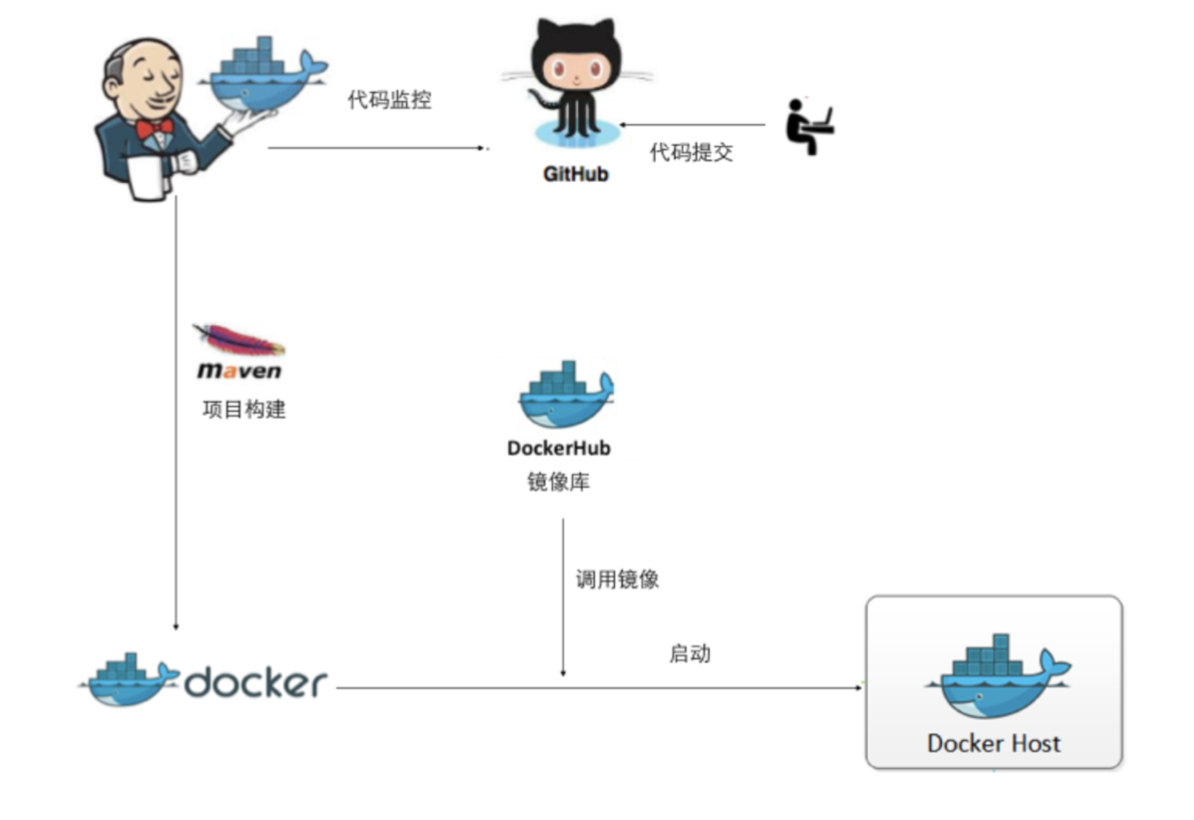 代码监控
GitHub
代码提交
maven
项目构建
DockerHub
镜像库
调用镜像
启动
docker
Docker Host